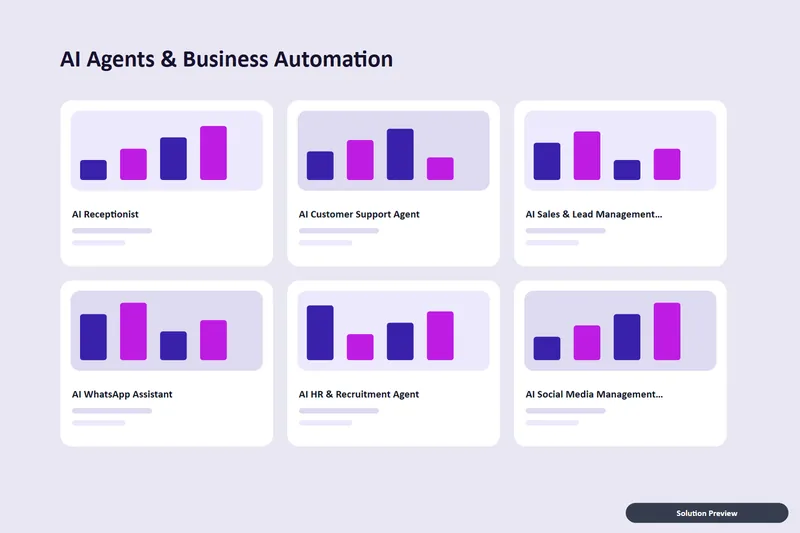 AI Agents & Business Automation
AI Receptionist
AI Customer Support Agent
AI Sales & Lead Management...
AI WhatsApp Assistant
AI HR & Recruitment Agent
AI Social Media Management...
Solution Preview